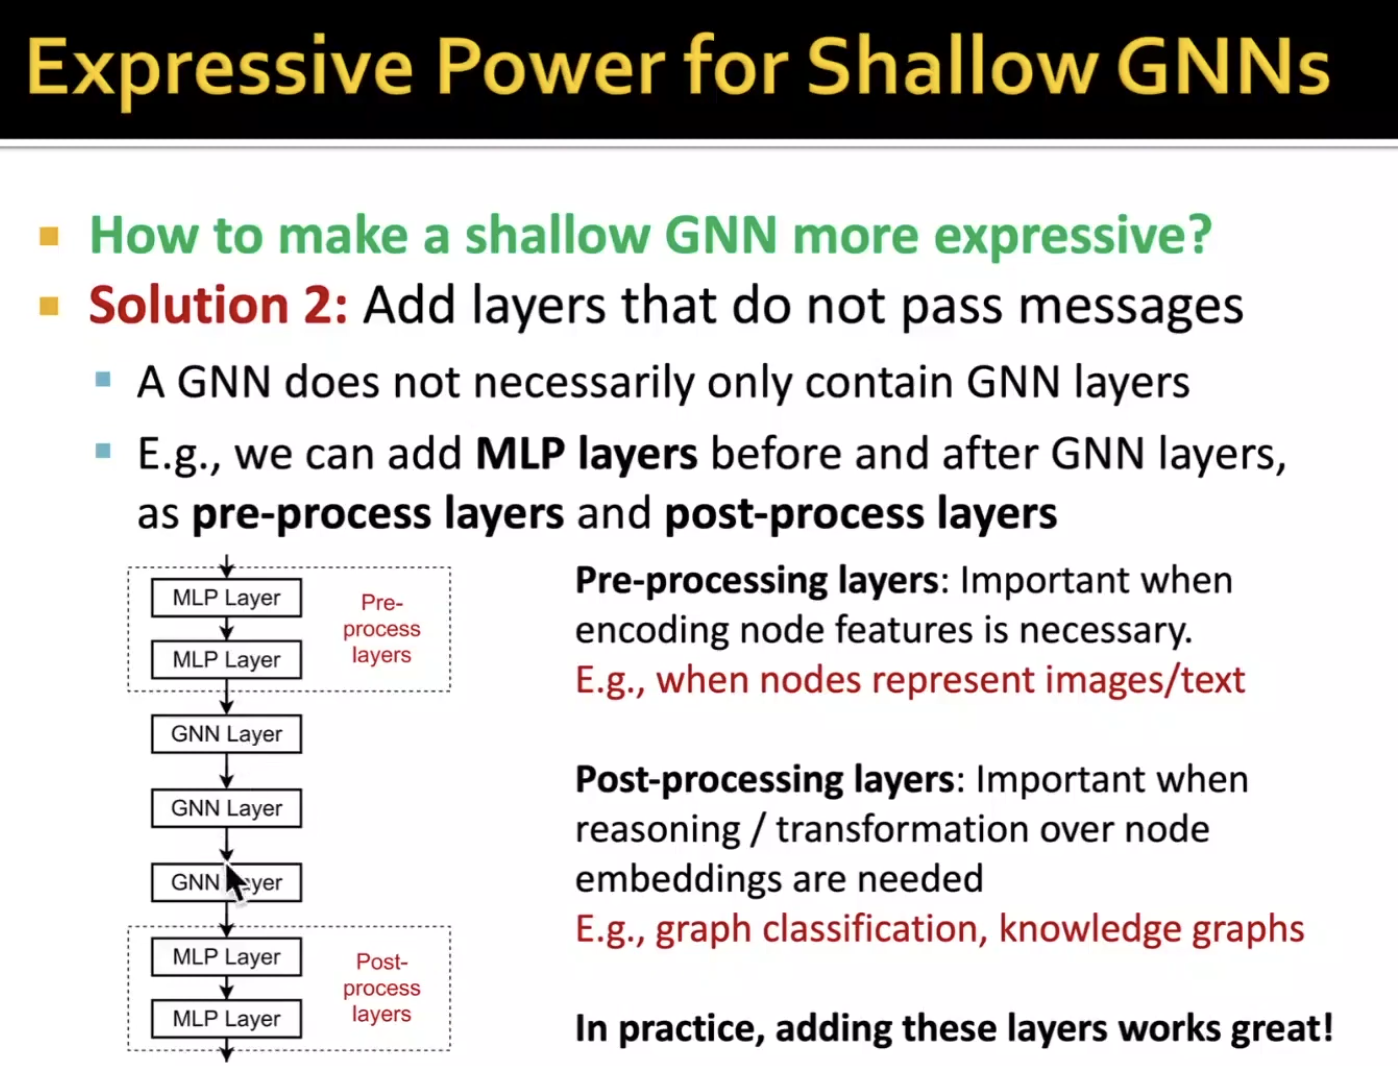 Expressive Power for Shallow GNNs
How to make a shallow GNN more expressive?
Solution 2: Add layers that do not pass messages
A GNN does not necessarily only contain GNN layers
E.g., we can add MLP layers before and after GNN layers,
as pre-process layers and post-process layers
MLP Layer
MLP Layer
Pre-
process
layers
GNN Layer
GNN Layer
GNN yer
MLP Layer
MLP Layer
Post-
process
layers
Pre-processing layers: Important when
encoding node features is necessary.
E.g., when nodes represent images/text
Post-processing layers: Important when
reasoning / transformation over node
embeddings are needed
E.g., graph classification, knowledge graphs
In practice, adding these layers works great!